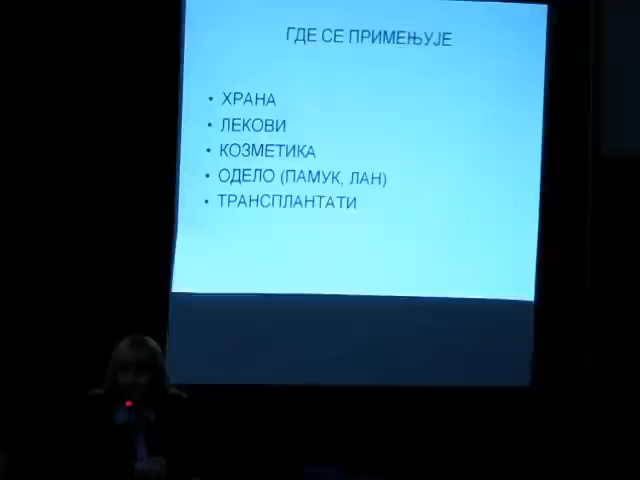 ГДЕ СЕ ПРИМЕЊУЈЕ
• ХРАНА
• ЛЕКОВИ
• КОЗМЕТИКА
• ОДЕЛО (ПАМУК, ЛАН)
• ТРАНСПЛАНТАТИ